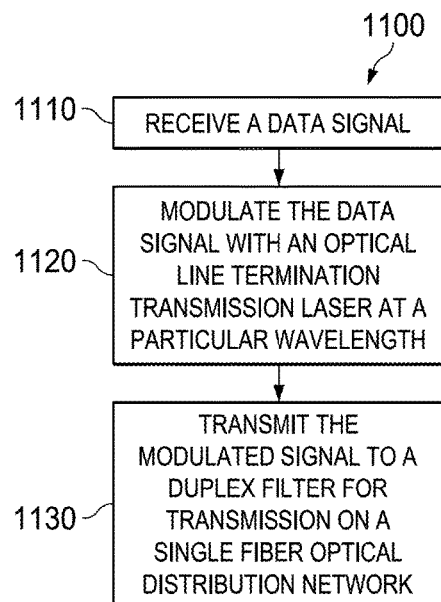 1100
1110
RECEIVE A DATA SIGNAL
1120
MODULATE THE DATA
SIGNAL WITH AN OPTICAL
LINE TERMINATION
TRANSMISSION LASER AT A
PARTICULAR WAVELENGTH
1130
TRANSMIT THE
MODULATED SIGNAL TO A
DUPLEX FILTER FOR
TRANSMISSION ON A
SINGLE FIBER OPTICAL
DISTRIBUTION NETWORK